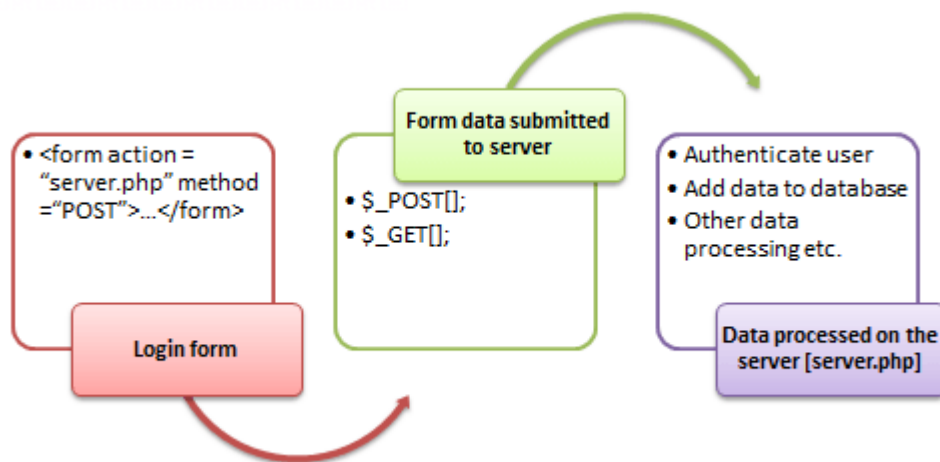 • <form action =
“server.php” method
=“POST”>...</form>
Login form
Form data submitted
to server
• $_POST[];
• $_GET[];
• Authenticate user
• Add data to database
• Other data
processing etc.
Data processed on the
server [server.php]